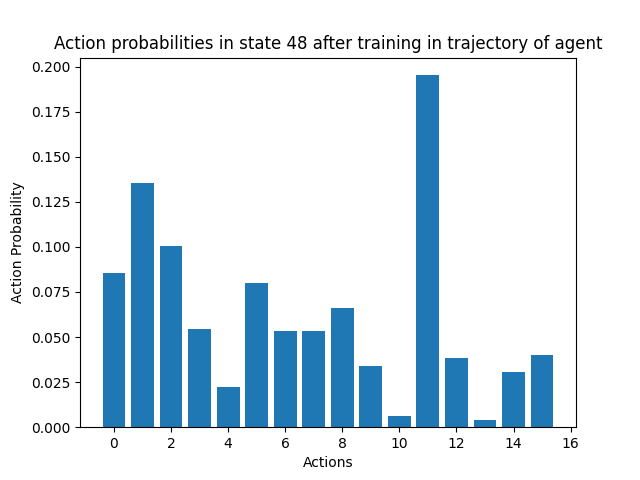 Action probabilities in state 48 after training in trajectory of agent
0.200
0.175
0.150
0.125
0.100
0.075
0.050
0.025
0.000
Action Probability
0 2 4 6 8 10 12 14 16
Actions